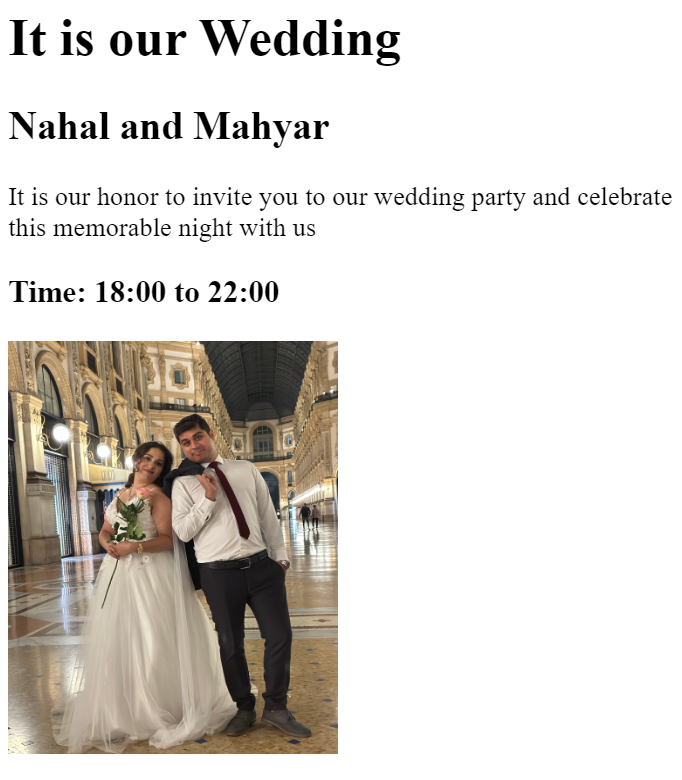 It is our Wedding
Nahal and Mahyar
It is our honor to invite you to our wedding party and celebrate
this memorable night with us
Time: 18:00 to 22:00